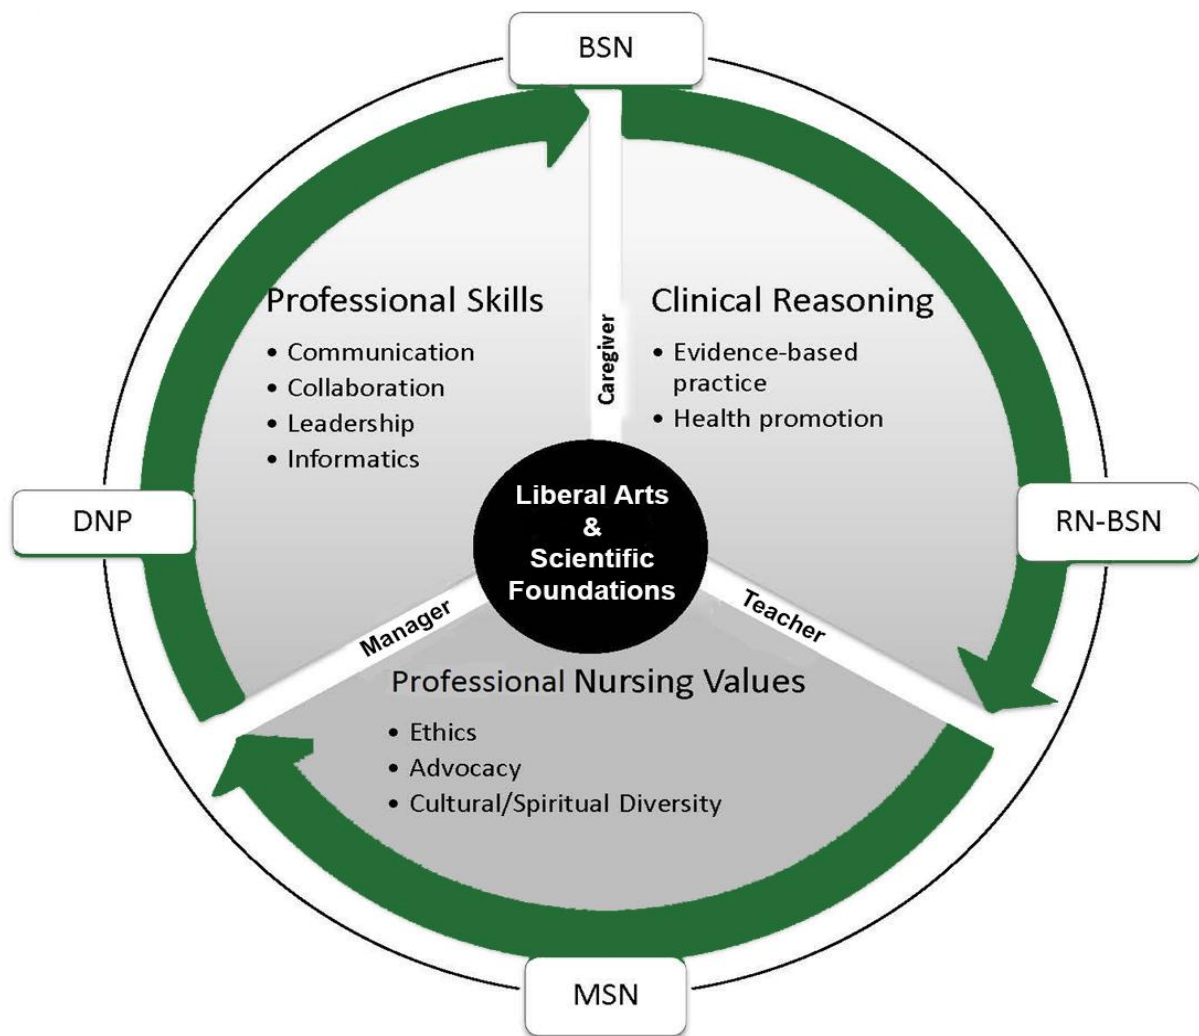 BSN
Professional Skills
• Communication
• Collaboration
• Leadership
• Informatics
Caregiver
Clinical Reasoning
• Evidence-based
practice
• Health promotion
DNP
Liberal Arts
&
Scientific
Foundations
RN-BSN
Manager
Teacher
Professional Nursing Values
• Ethics
• Advocacy
• Cultural/Spiritual Diversity
MSN